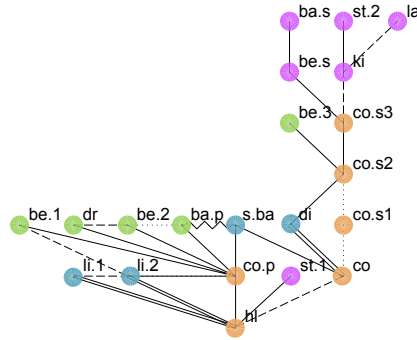 ba.s st.2 la
be.s ki
be.3 co.s3
co.s2
be.1 dr be.2 ba.p s.ba di co.s1
li.1 li.2 co.p st.1 co
hl